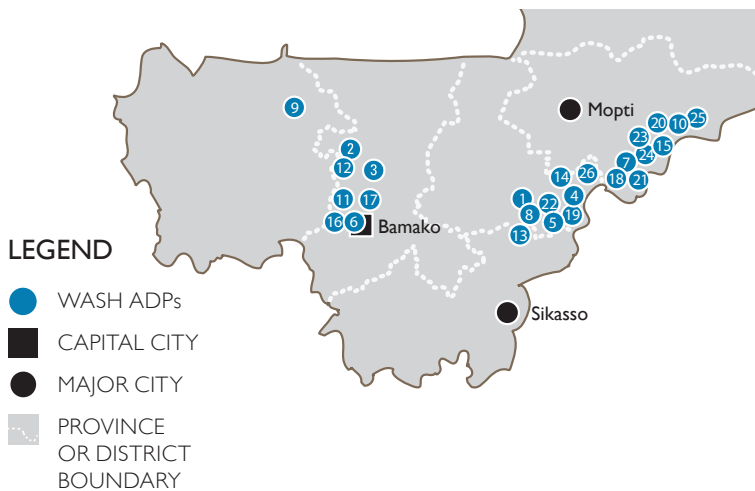 9
Mopti
20
10
25
23
2
15
24
12
3
7
14
26
18
21
1
4
11
17
22
8
19
16
6
Bamako
5
13
LEGEND
WASH ADPs
CAPITAL CITY
MAJOR CITY
PROVINCE
OR DISTRICT
BOUNDARY
Sikasso